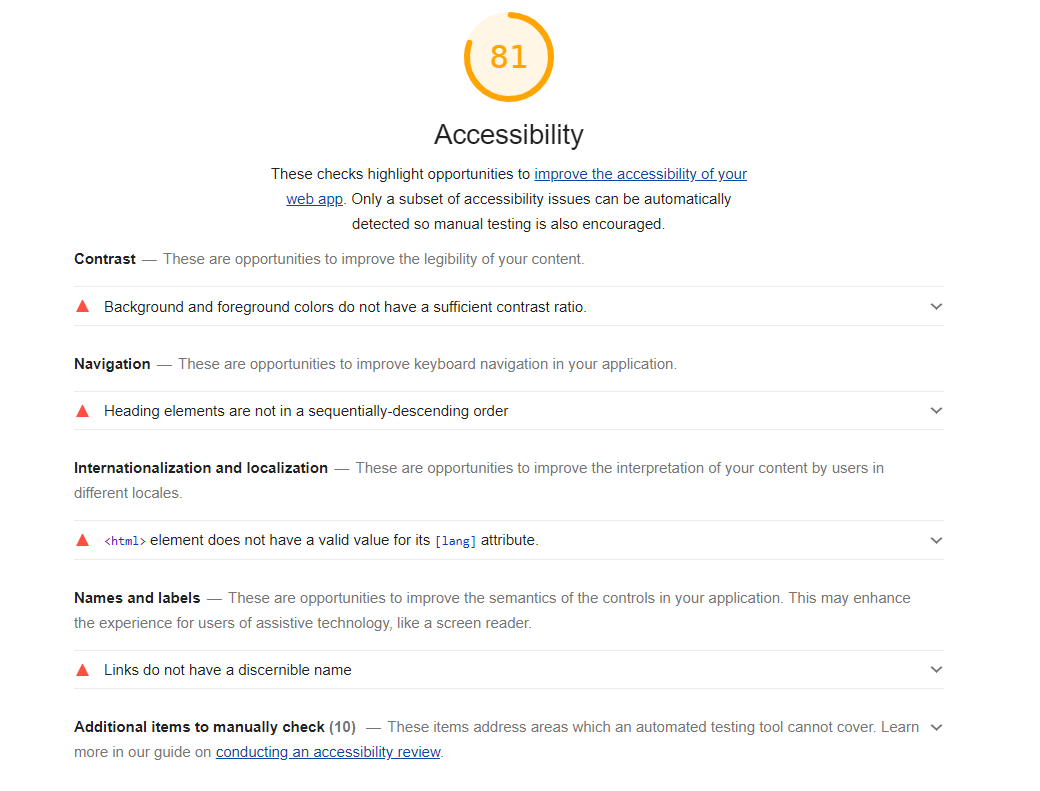 81
Accessibility
These checks highlight opportunities to improve the accessibility of your
web app. Only a subset of accessibility issues can be automatically
detected so manual testing is also encouraged.
Contrast — These are opportunities to improve the legibility of your content.
Background and foreground colors do not have a sufficient contrast ratio.
Navigation — These are opportunities to improve keyboard navigation in your application.
Heading elements are not in a sequentially-descending order
Internationalization and localization — These are opportunities to improve the interpretation of your content by users in
different locales.
<html> element does not have a valid value for its [lang] attribute.
Names and labels — These are opportunities to improve the semantics of the controls in your application. This may enhance
the experience for users of assistive technology, like a screen reader.
Links do not have a discernible name
Additional items to manually check (10) — These items address areas which an automated testing tool cannot cover. Learn
more in our guide on conducting an accessibility review.